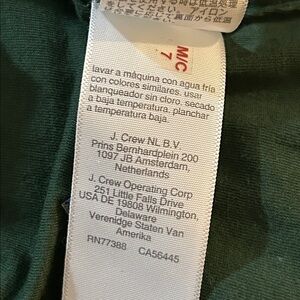 M/C
7
lavar a máquina con agua fría
con colores similares. usar
blanqueador sin cloro. secado
a baja temperatura. planchar
a baja temperatura.
J. Crew NL B.V.
Prins Bernhardplein 200
1097 JB Amsterdam,
Netherlands
J. Crew Operating Corp
251 Little Falls Drive
USA DE 19808 Wilmington,
Delaware
Verenidge Staten Van
Amerika
RN77388 CA56445